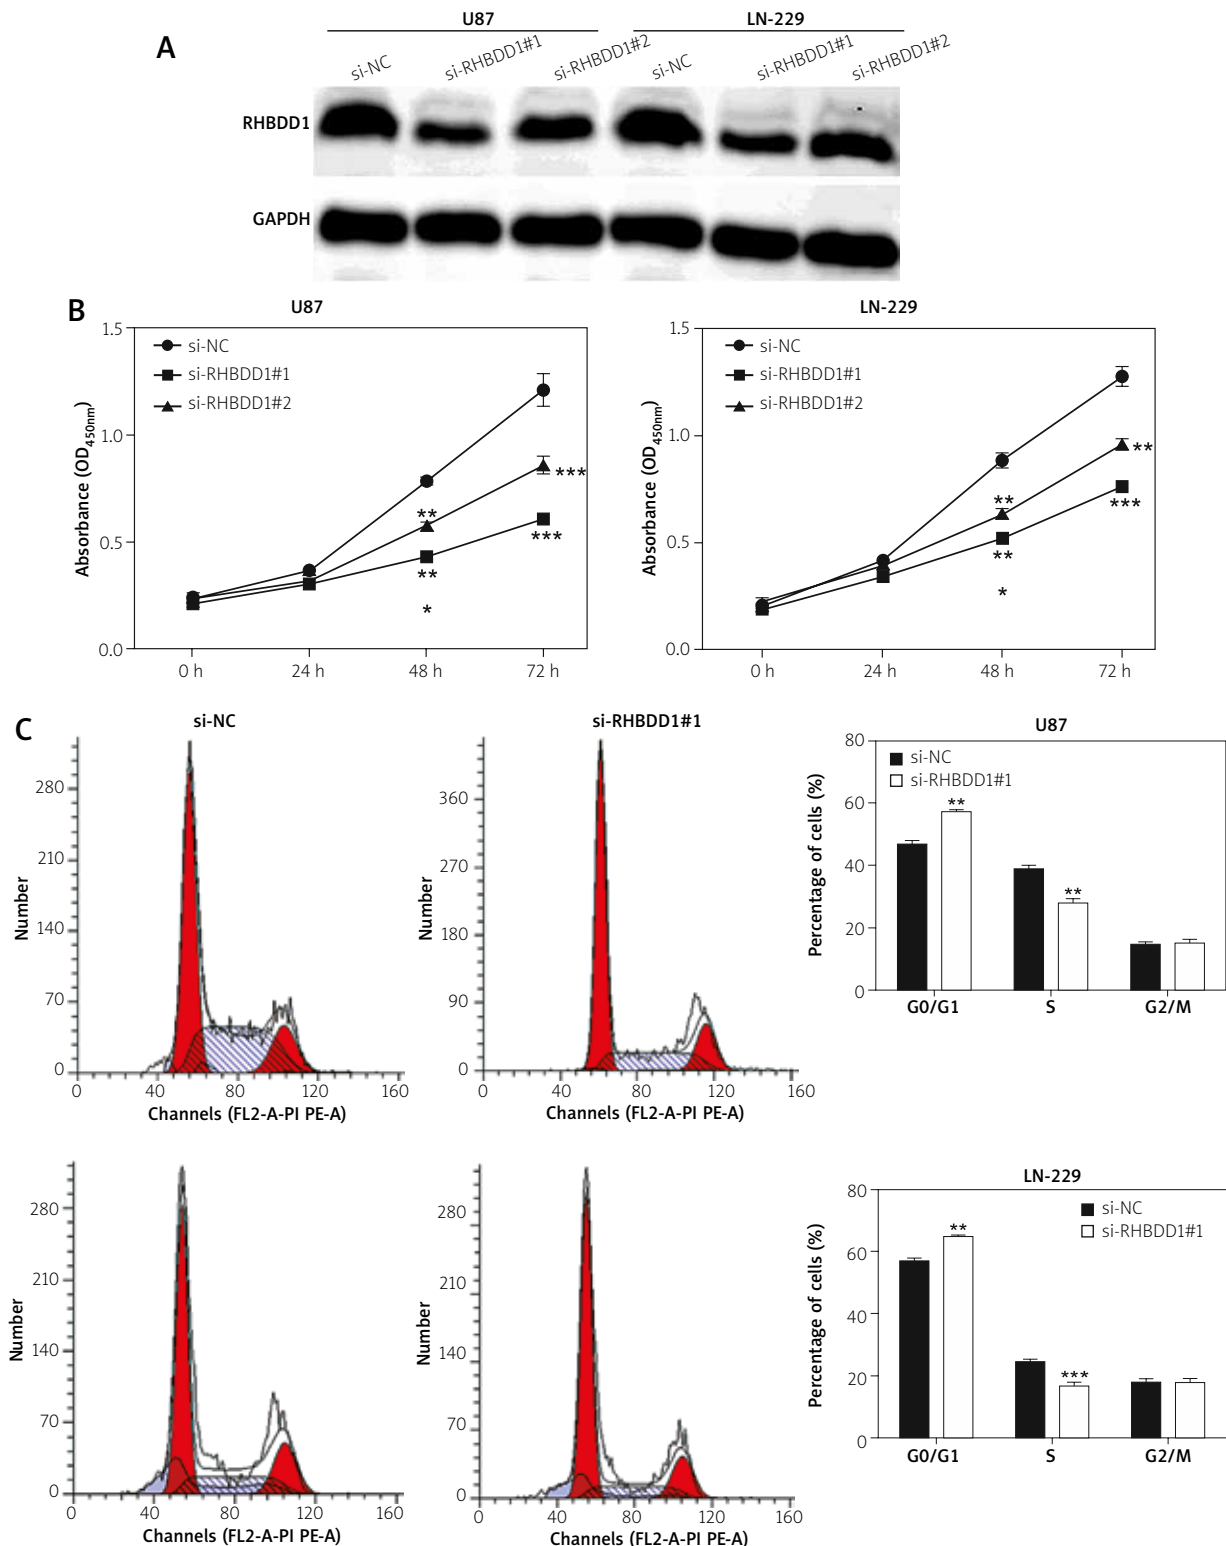 A
U87 LN-229
si-NC si-RHBDD1#1 si-RHBDD1#2 si-NC si-RHBDD1#1 si-RHBDD1#2
RHBDD1
GAPDH
B
U87
Absorbance (OD450nm)
1.5
1.0
0.5
0.0
si-NC
si-RHBDD1#1
si-RHBDD1#2
**
**
*
***
***
0 h 24 h 48 h 72 h
LN-229
Absorbance (OD450nm)
1.5
1.0
0.5
0.0
si-NC
si-RHBDD1#1
si-RHBDD1#2
**
**
*
**
***
0 h 24 h 48 h 72 h
C
si-NC
Number
280
210
140
70
0
0 40 80 120 160
Channels (FL2-A-PI PE-A)
si-RHBDD1#1
Number
360
270
180
90
0
0 40 80 120 160
Channels (FL2-A-PI PE-A)
U87
Percentage of cells (%)
80
60
40
20
0
si-NC
si-RHBDD1#1
**
**
G0/G1 S G2/M
Number
280
210
140
70
0
0 40 80 120 160
Channels (FL2-A-PI PE-A)
Number
280
210
140
70
0
0 40 80 120 160
Channels (FL2-A-PI PE-A)
LN-229
Percentage of cells (%)
80
60
40
20
0
si-NC
si-RHBDD1#1
**
***
G0/G1 S G2/M